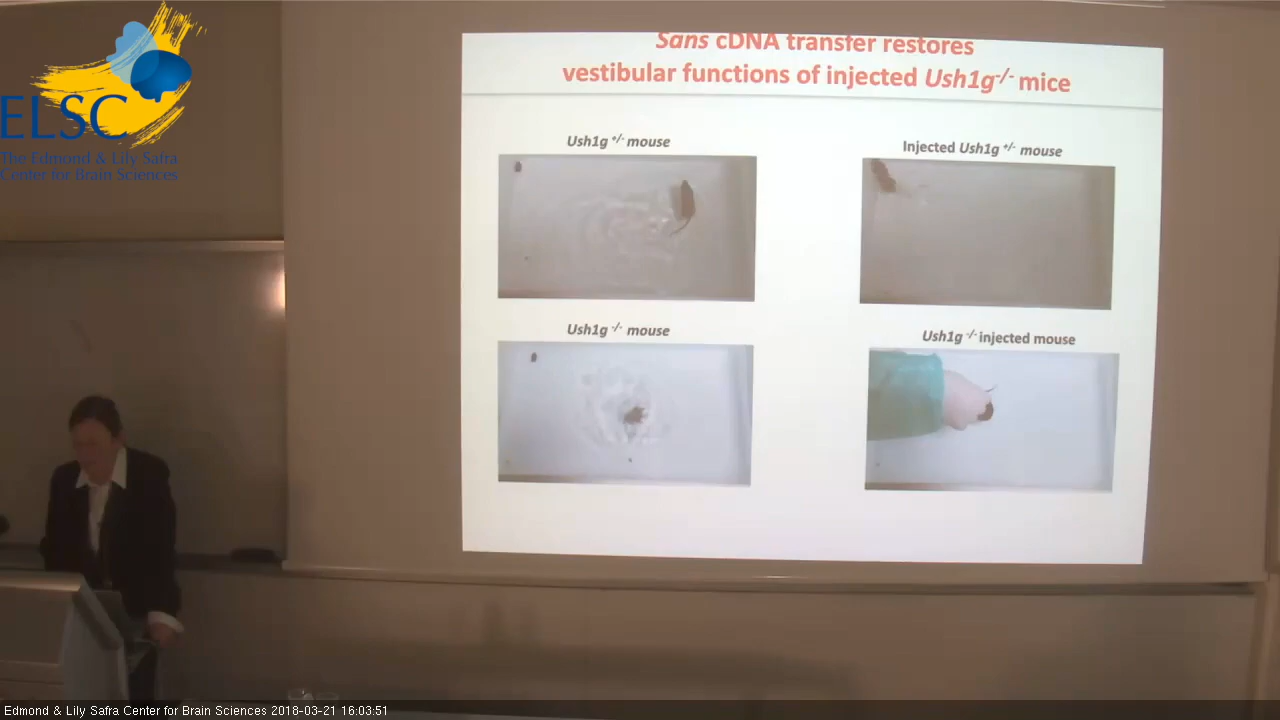 ELSC
The Edmond & Lily Safra
Center for Brain Sciences
Sans cDNA transfer restores
vestibular functions of injected Ush1g-/- mice
Ush1g +/- mouse
Injected Ush1g +/- mouse
Ush1g -/- mouse
Ush1g -/- injected mouse
Edmond & Lily Safra Center for Brain Sciences 2018-03-21 16:03:51